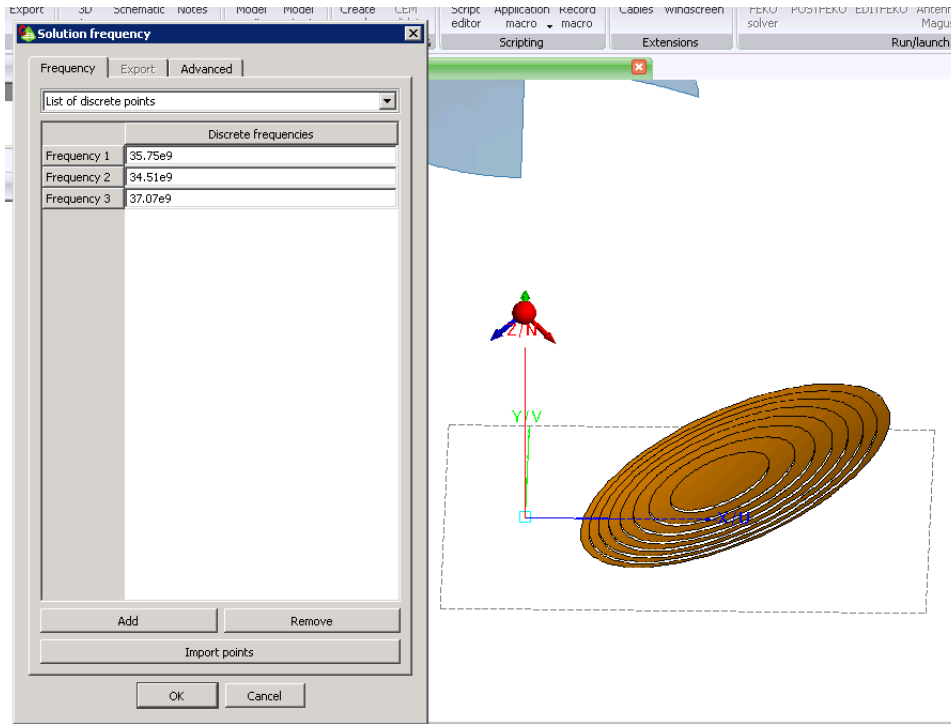 Export 3D Schematic Notes Model Model Create CEM
Script Application Record Cables Windscreen FEKO POSTFEKO EDITFEKO
editor macro macro solver Magus
Scripting Extensions Run/launch
Solution frequency
Frequency Export Advanced
List of discrete points
Discrete frequencies
Frequency 1 35.75e9
Frequency 2 34.51e9
Frequency 3 37.07e9
Add Remove
Import points
OK Cancel
Z/N
Y/V
X/U